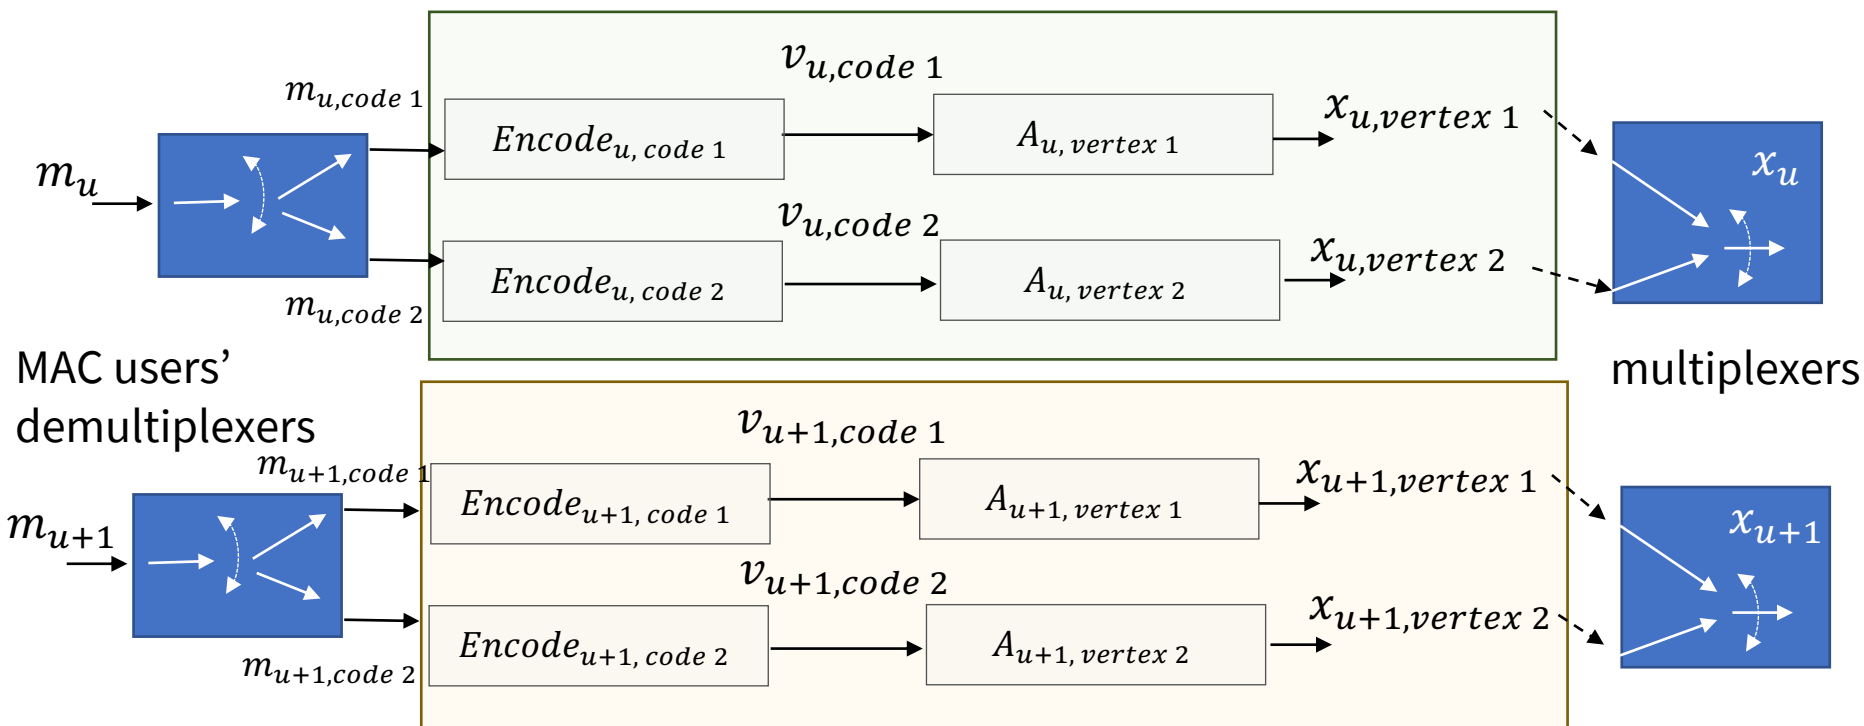 v_{u,code 1}
m_{u,code 1}
Encode_{u, code 1}
A_{u, vertex 1}
x_{u,vertex 1}
m_u
x_u
v_{u,code 2}
Encode_{u, code 2}
A_{u, vertex 2}
x_{u,vertex 2}
m_{u,code 2}
MAC users’
demultiplexers
multiplexers
v_{u+1,code 1}
m_{u+1,code 1}
Encode_{u+1, code 1}
A_{u+1, vertex 1}
x_{u+1,vertex 1}
m_{u+1}
x_{u+1}
v_{u+1,code 2}
Encode_{u+1, code 2}
A_{u+1, vertex 2}
x_{u+1,vertex 2}
m_{u+1,code 2}